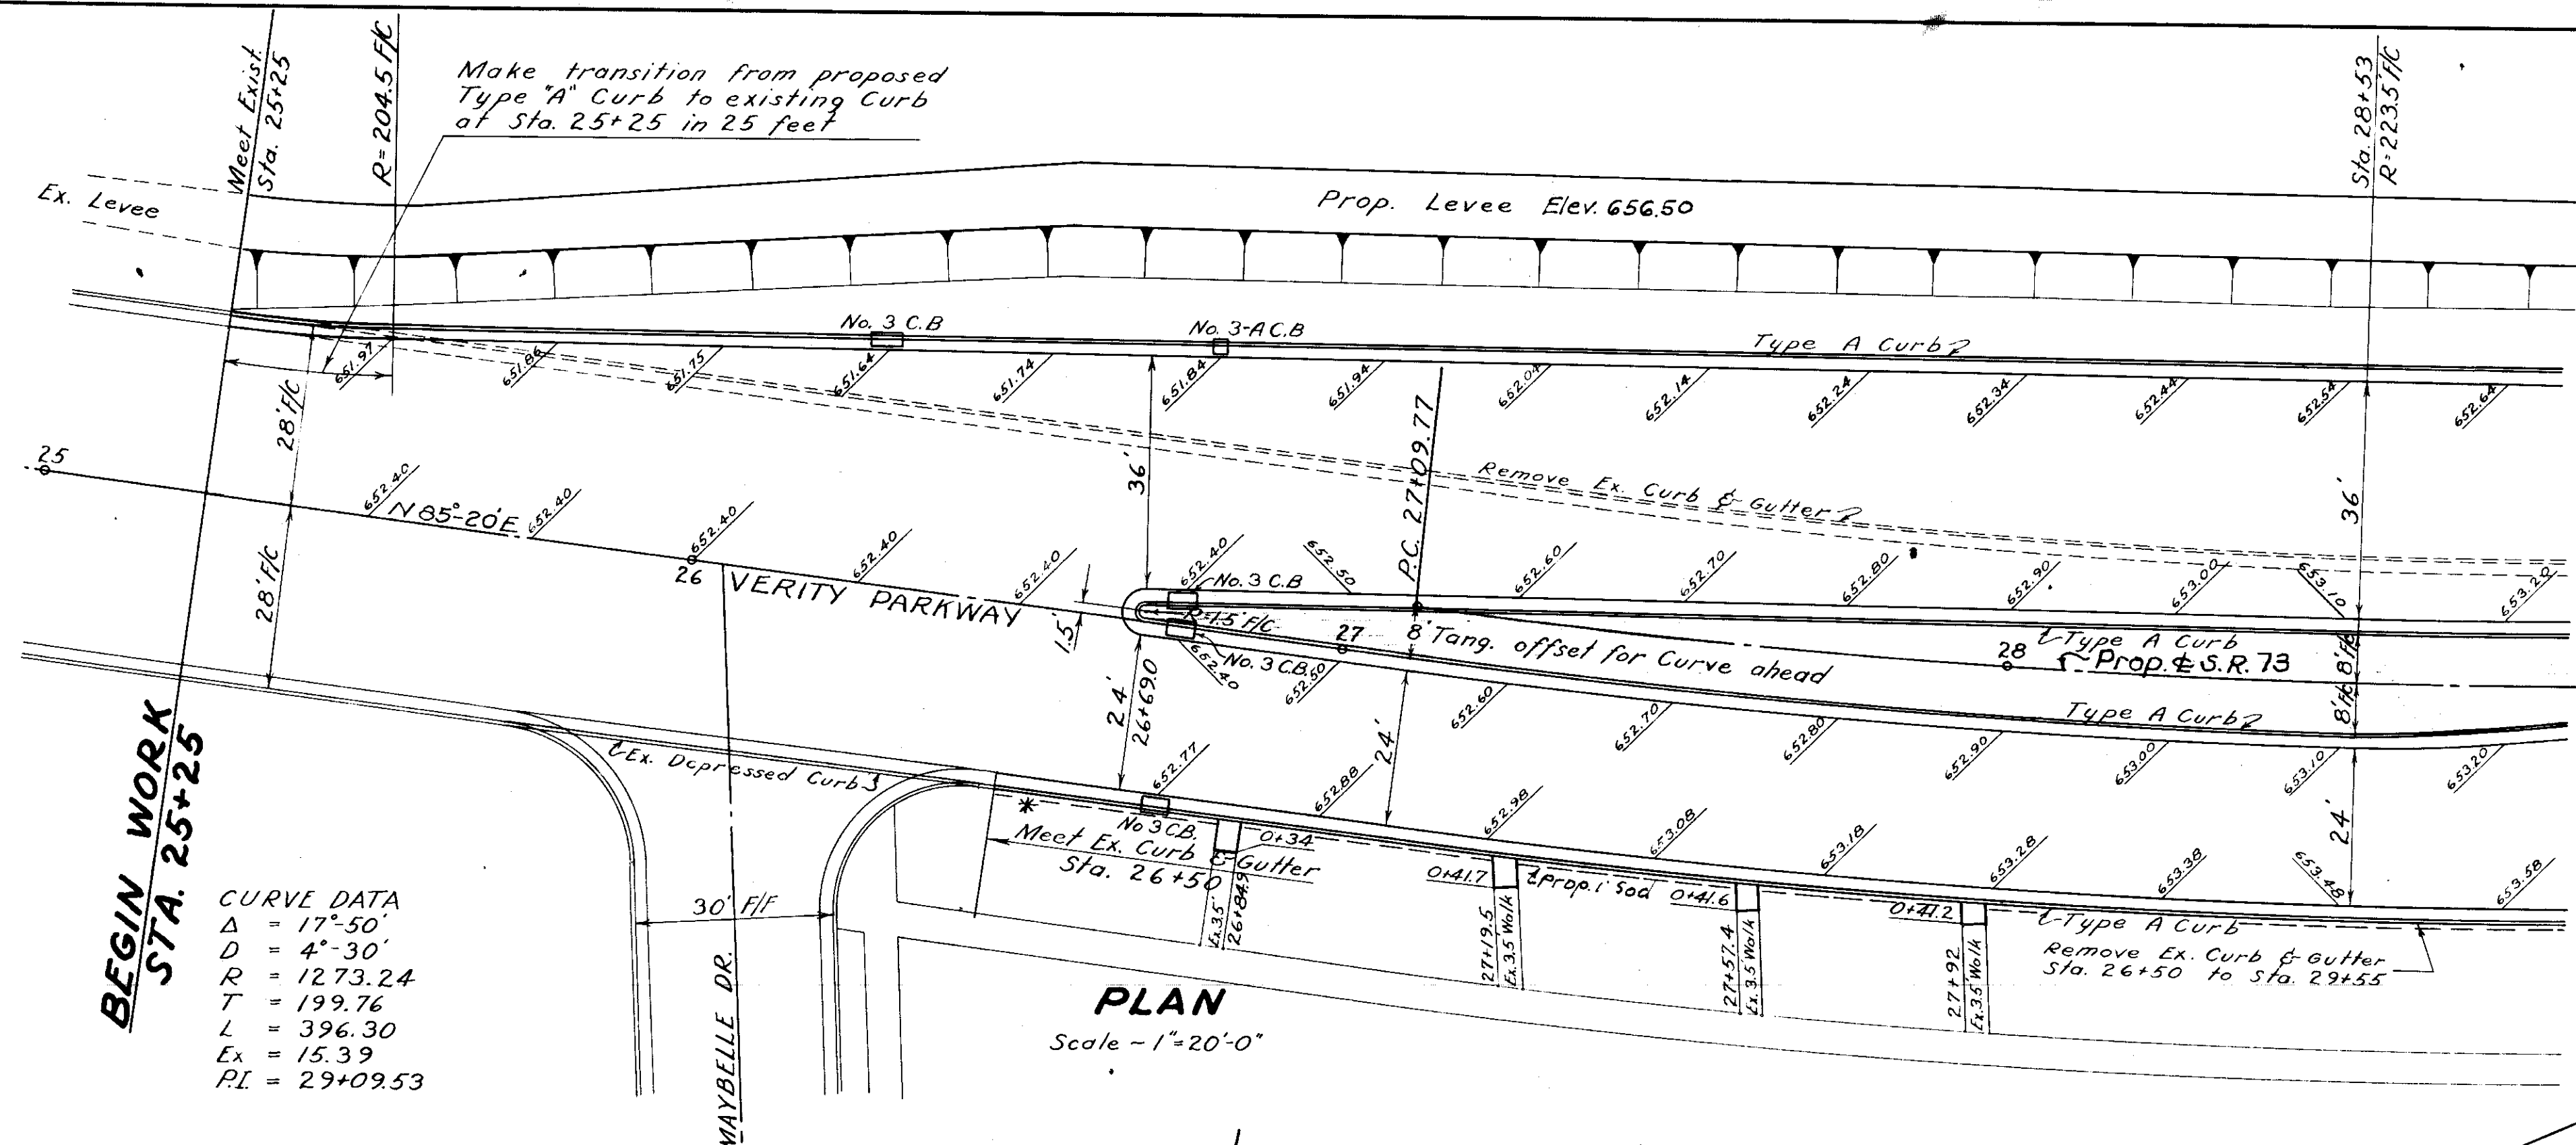 Meet Exist.
Sta. 25+25
R=204.5 F/C
Make transition from proposed
Type "A" Curb to existing Curb
at Sta. 25+25 in 25 feet
Sta. 28+53
R=223.5' F/C
Ex. Levee
Prop. Levee Elev. 656.50
No. 3 C.B
No. 3-A C.B
Type A Curb
651.97
651.86
651.75
651.64
651.74
651.84
651.94
652.04
652.14
652.24
652.34
652.44
652.54
652.64
28' F/C
36'
P.C. 27+09.77
Remove Ex. Curb & Gutter
36'
25
652.40
N 85°-20' E
652.40
652.40
652.40
652.40
652.40
652.50
652.60
652.70
652.80
652.90
653.00
653.10
653.20
26
VERITY PARKWAY
1.5'
No. 3 C.B
R=1.5' F/C
27
8' Tang. offset for Curve ahead
28
Type A Curb
Prop. ℄ S.R. 73
8' F/C
8' F/C
28' F/C
No. 3 C.B.
652.40
652.50
652.60
652.70
652.80
652.90
653.00
653.10
653.20
Type A Curb
24'
26+69.0
24'
24'
Ex. Depressed Curb
652.77
652.88
652.98
653.08
653.18
653.28
653.38
653.48
653.58
*
No 3 C.B.
Meet Ex. Curb & Gutter
Sta. 26+50
0+34
0+41.7
Prop. 1' sod
0+41.6
0+41.2
Type A Curb
Remove Ex. Curb & Gutter
Sta. 26+50 to Sta. 29+55
Ex. 3.5'
26+84.9
27+19.5
Ex. 3.5 Walk
27+57.4
Ex. 3.5 Walk
27+92
Ex. 3.5' Walk
BEGIN WORK
STA. 25+25
30' F/F
MAYBELLE DR.
CURVE DATA
Δ = 17°-50'
D = 4°-30'
R = 1273.24
T = 199.76
L = 396.30
Ex = 15.39
P.I. = 29+09.53
PLAN
Scale ~ 1"=20'-0"